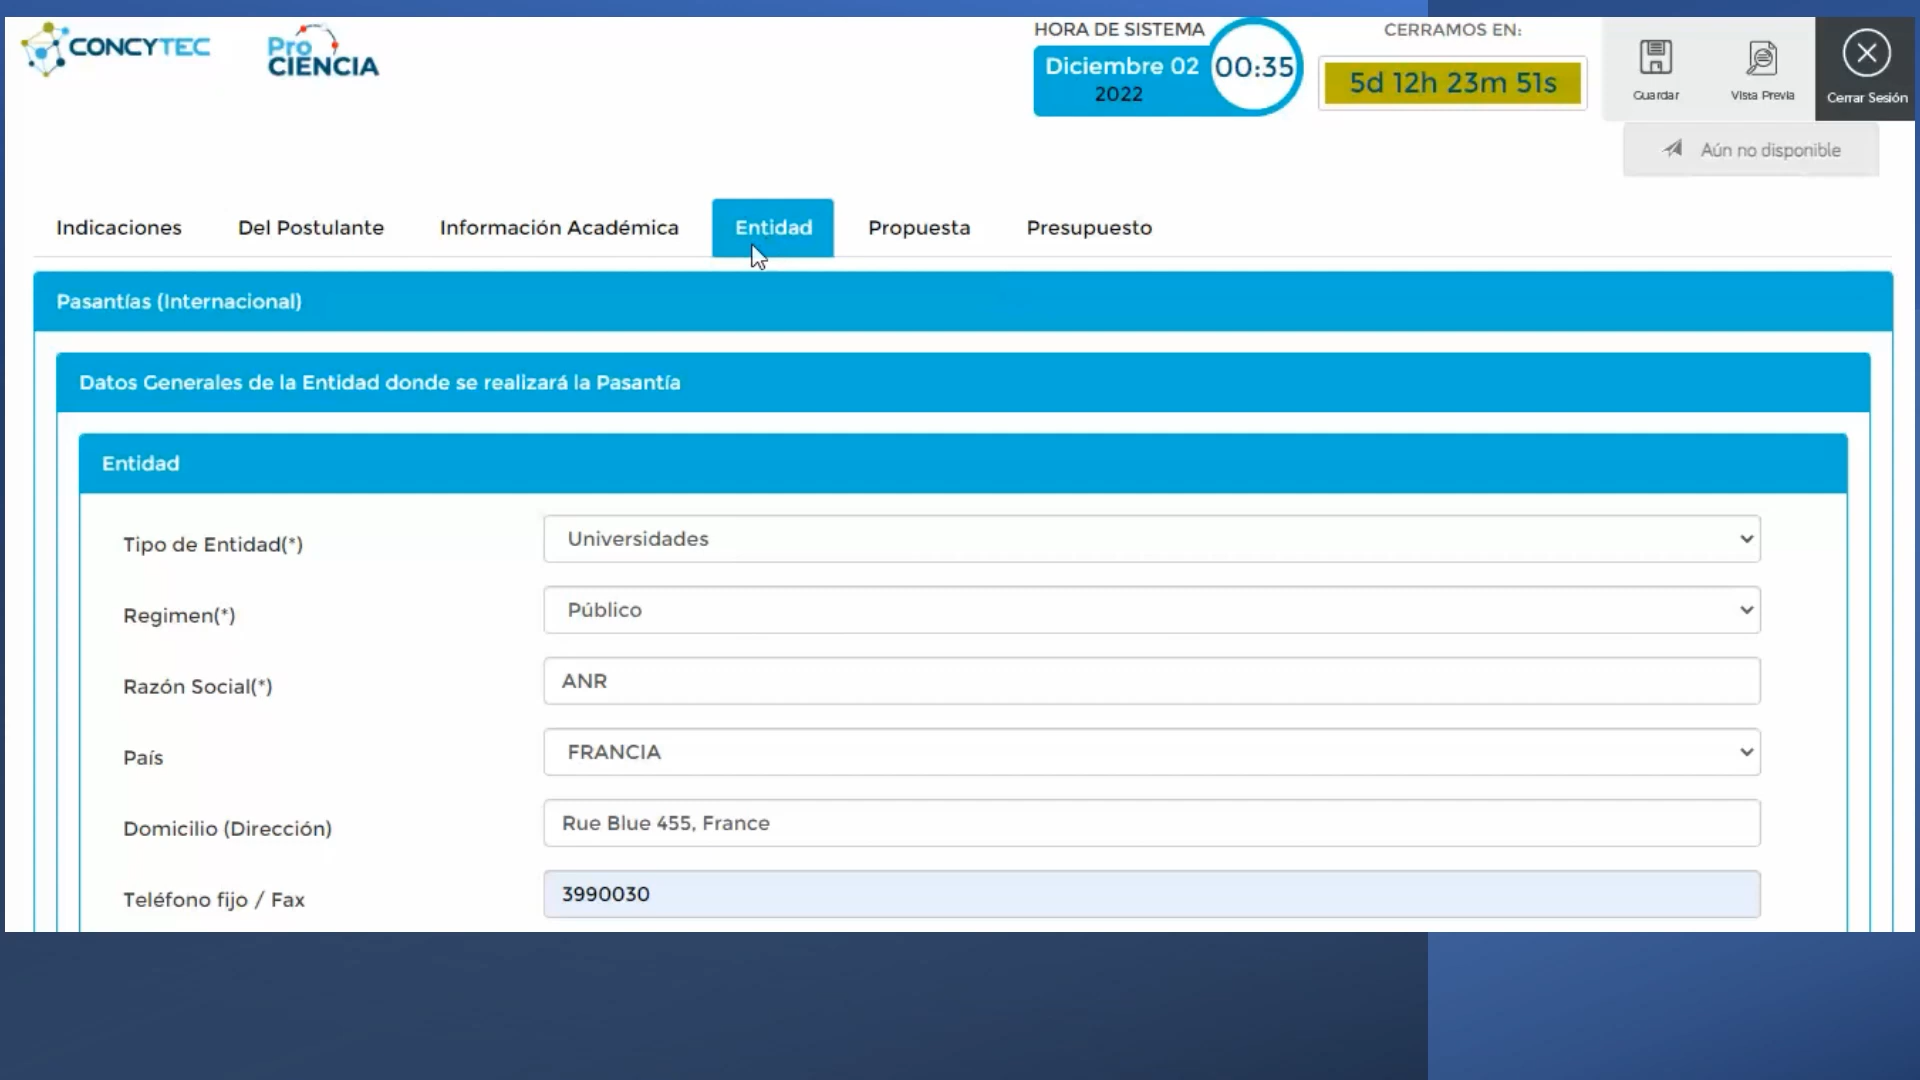 CONCYTEC
Pro
CIENCIA
HORA DE SISTEMA
Diciembre 02
2022
00:35
CERRAMOS EN:
5d 12h 23m 51s
Guardar
Vista Previa
Cerrar Sesión
Aún no disponible
Indicaciones
Del Postulante
Información Académica
Entidad
Propuesta
Presupuesto
Pasantías (Internacional)
Datos Generales de la Entidad donde se realizará la Pasantía
Entidad
Tipo de Entidad(*)
Universidades
Regimen(*)
Público
Razón Social(*)
ANR
País
FRANCIA
Domicilio (Dirección)
Rue Blue 455, France
Teléfono fijo / Fax
3990030